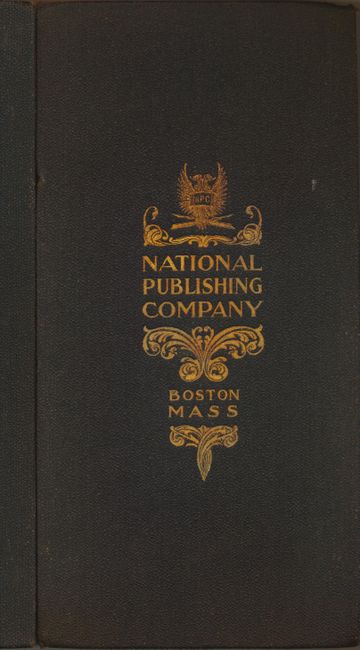 NATIONAL
PUBLISHING
COMPANY
BOSTON
MASS